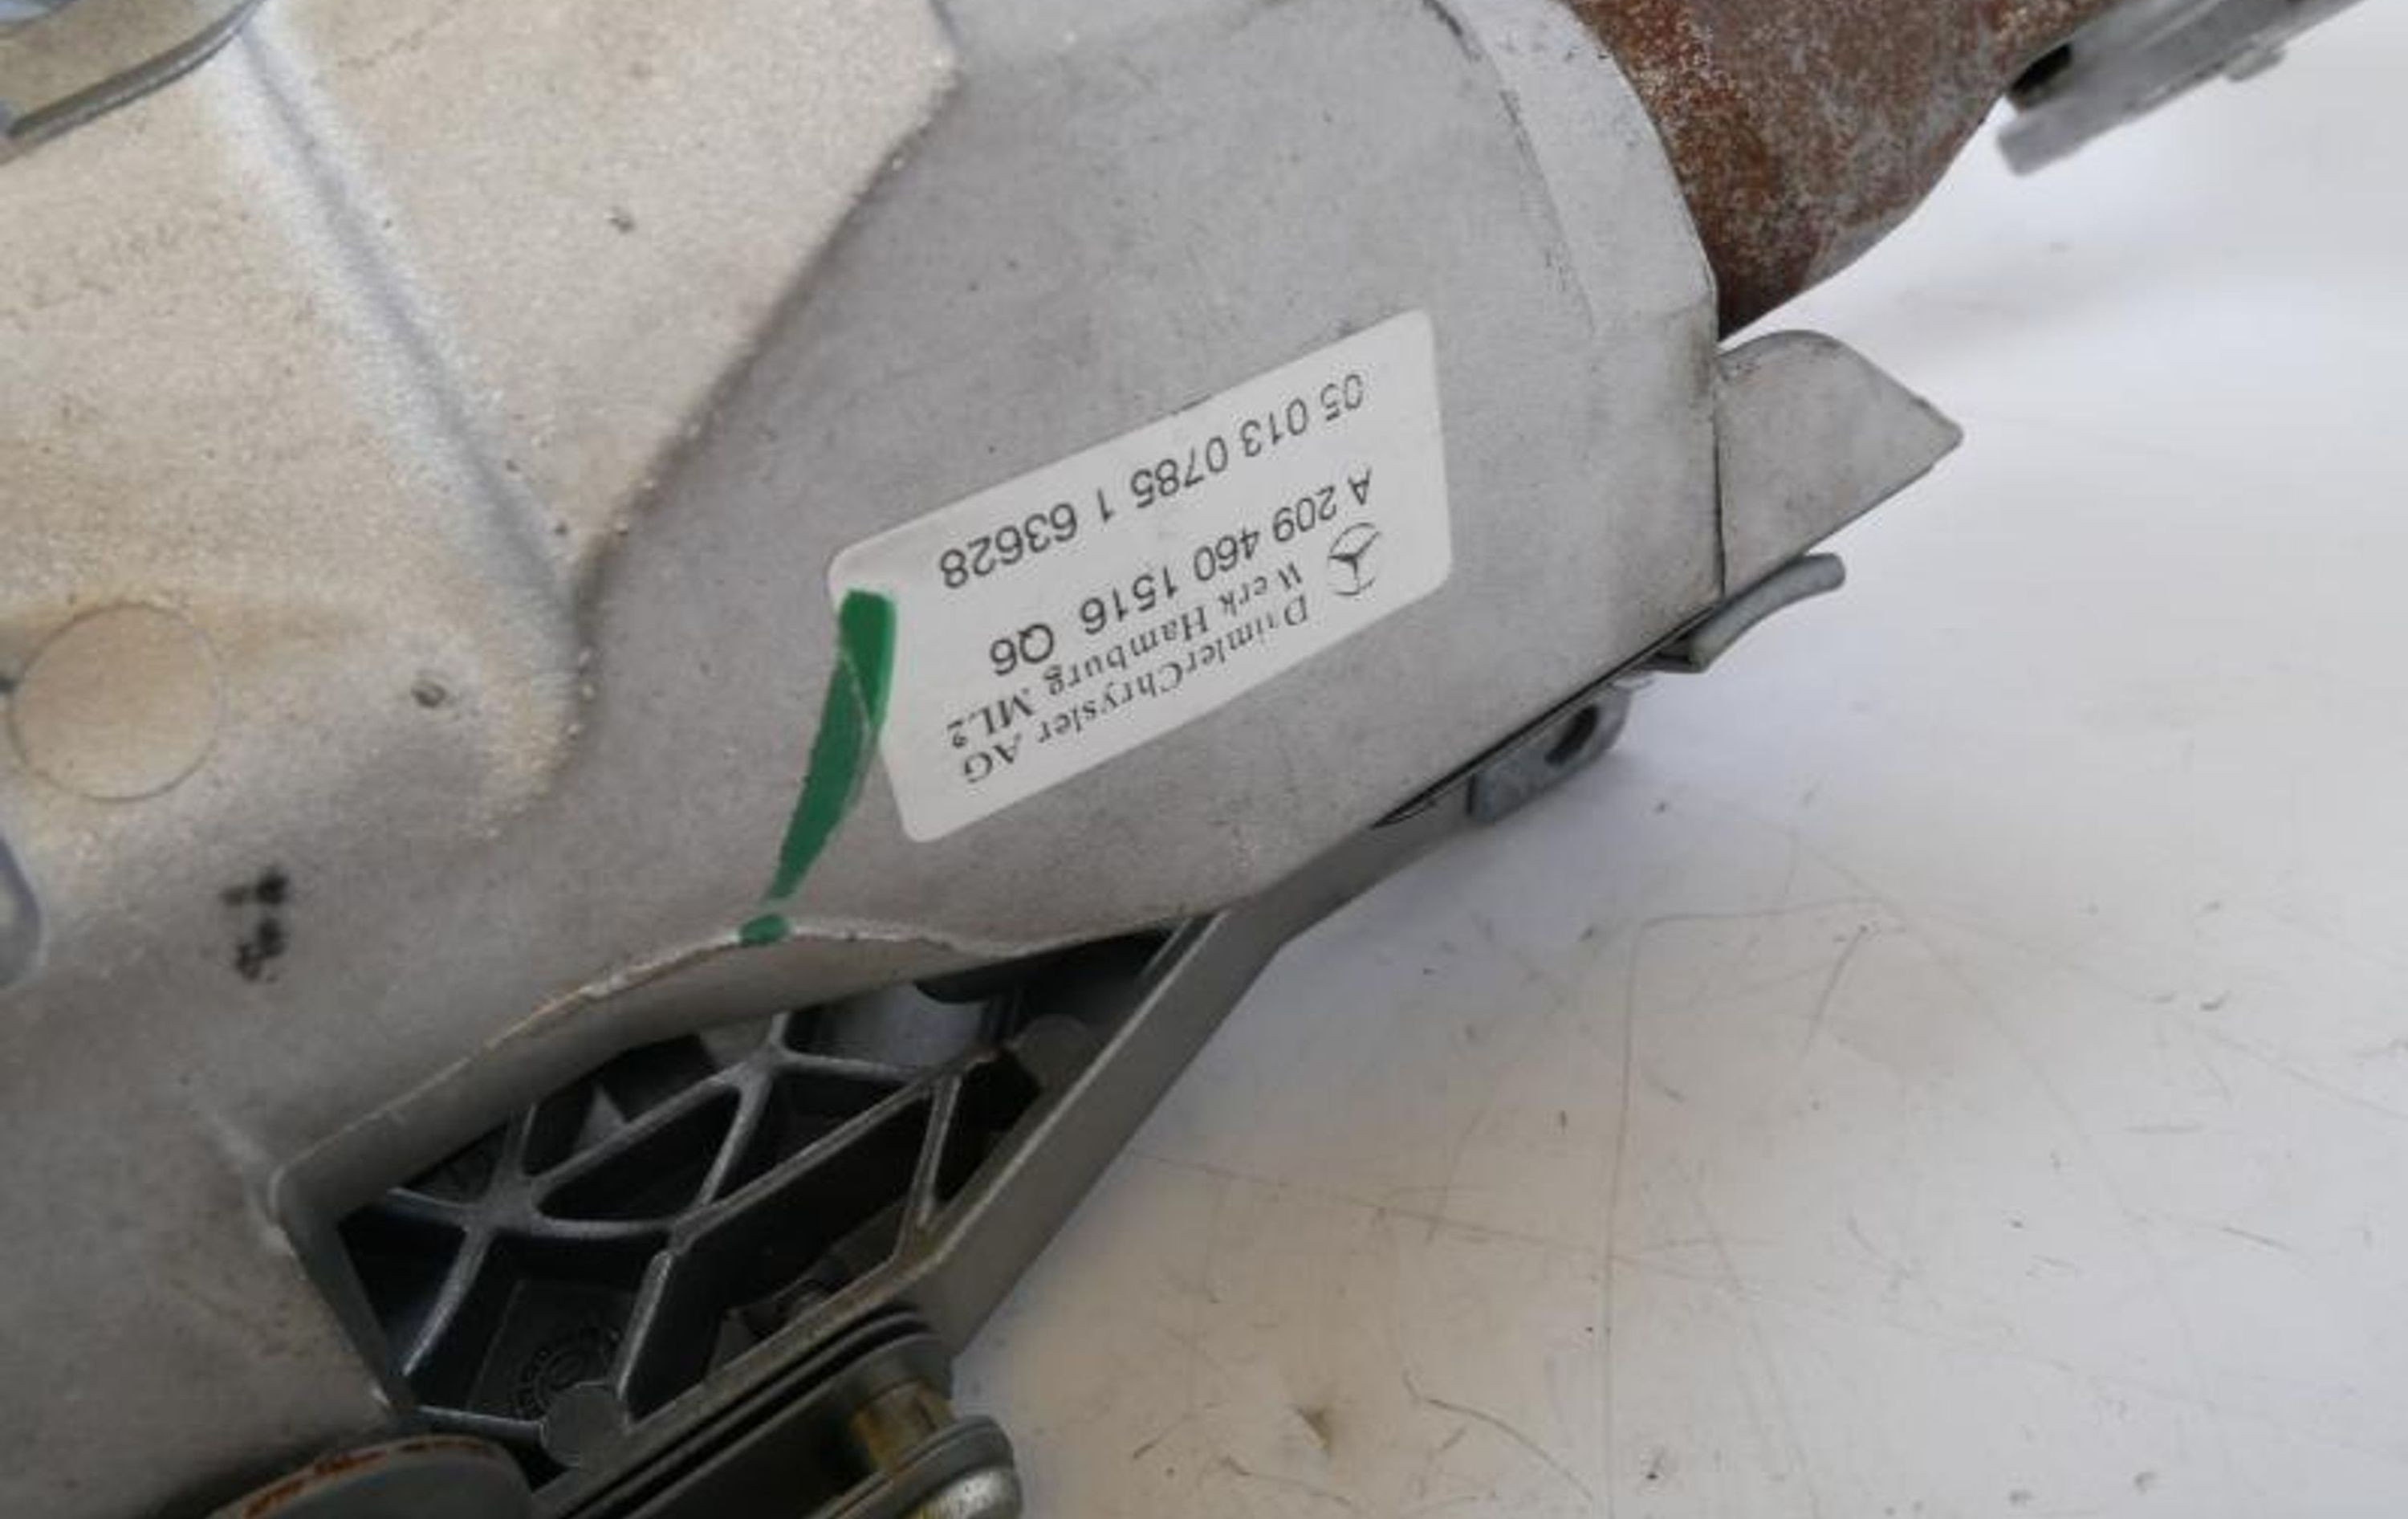 DaimlerChrysler AG
Werk Hamburg ML2
A 209 460 1516 Q6
05 013 0785 1 63628